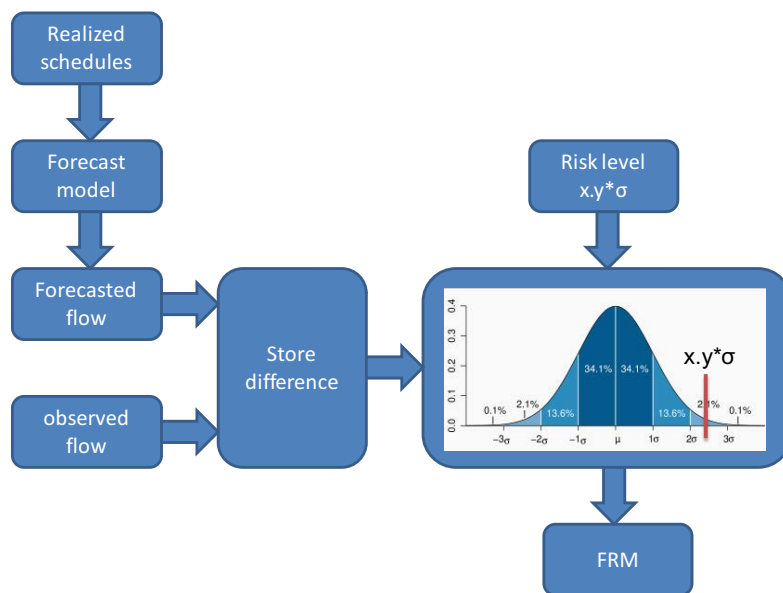 Realized
schedules
Forecast
model
Risk level
x.y*σ
Forecasted
flow
observed
flow
Store
difference
0.4
0.3
0.2
0.1
0.0
x.y*σ
34.1% 34.1%
0.1%
2.1%
13.6%
13.6%
2.1%
0.1%
−3σ −2σ −1σ μ 1σ 2σ 3σ
FRM